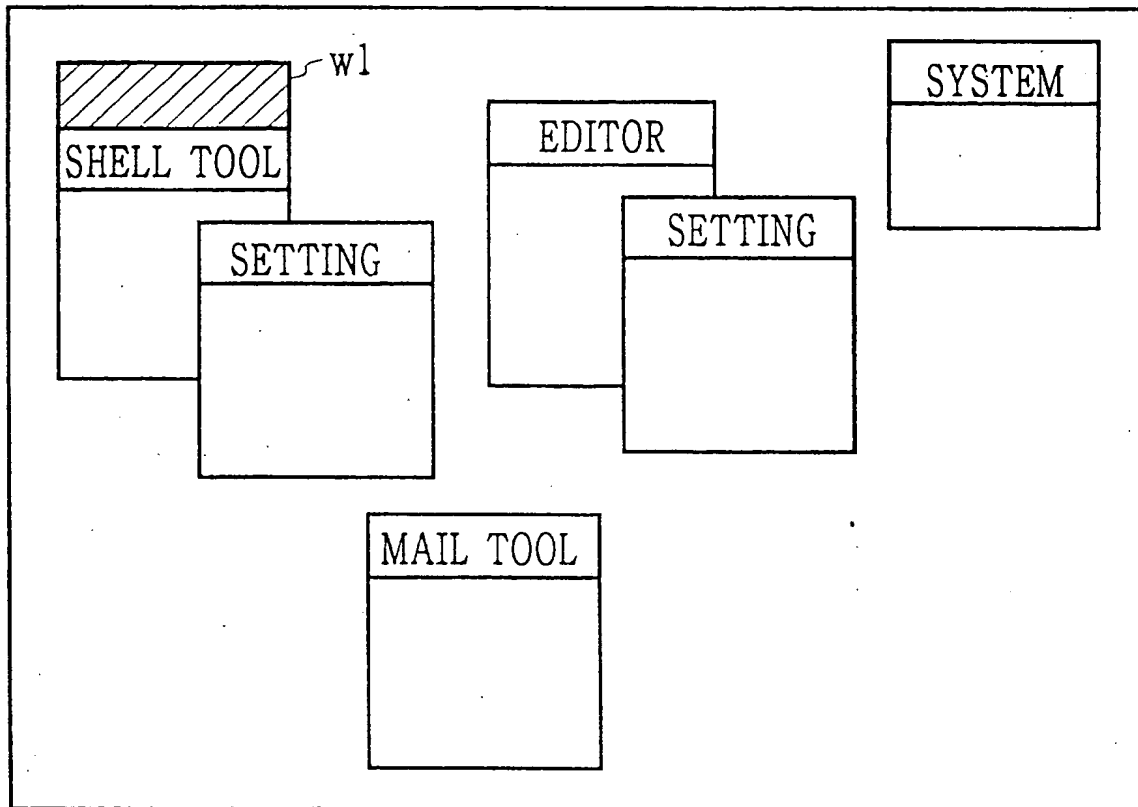 w1
SYSTEM
SHELL TOOL
EDITOR
SETTING
SETTING
MAIL TOOL